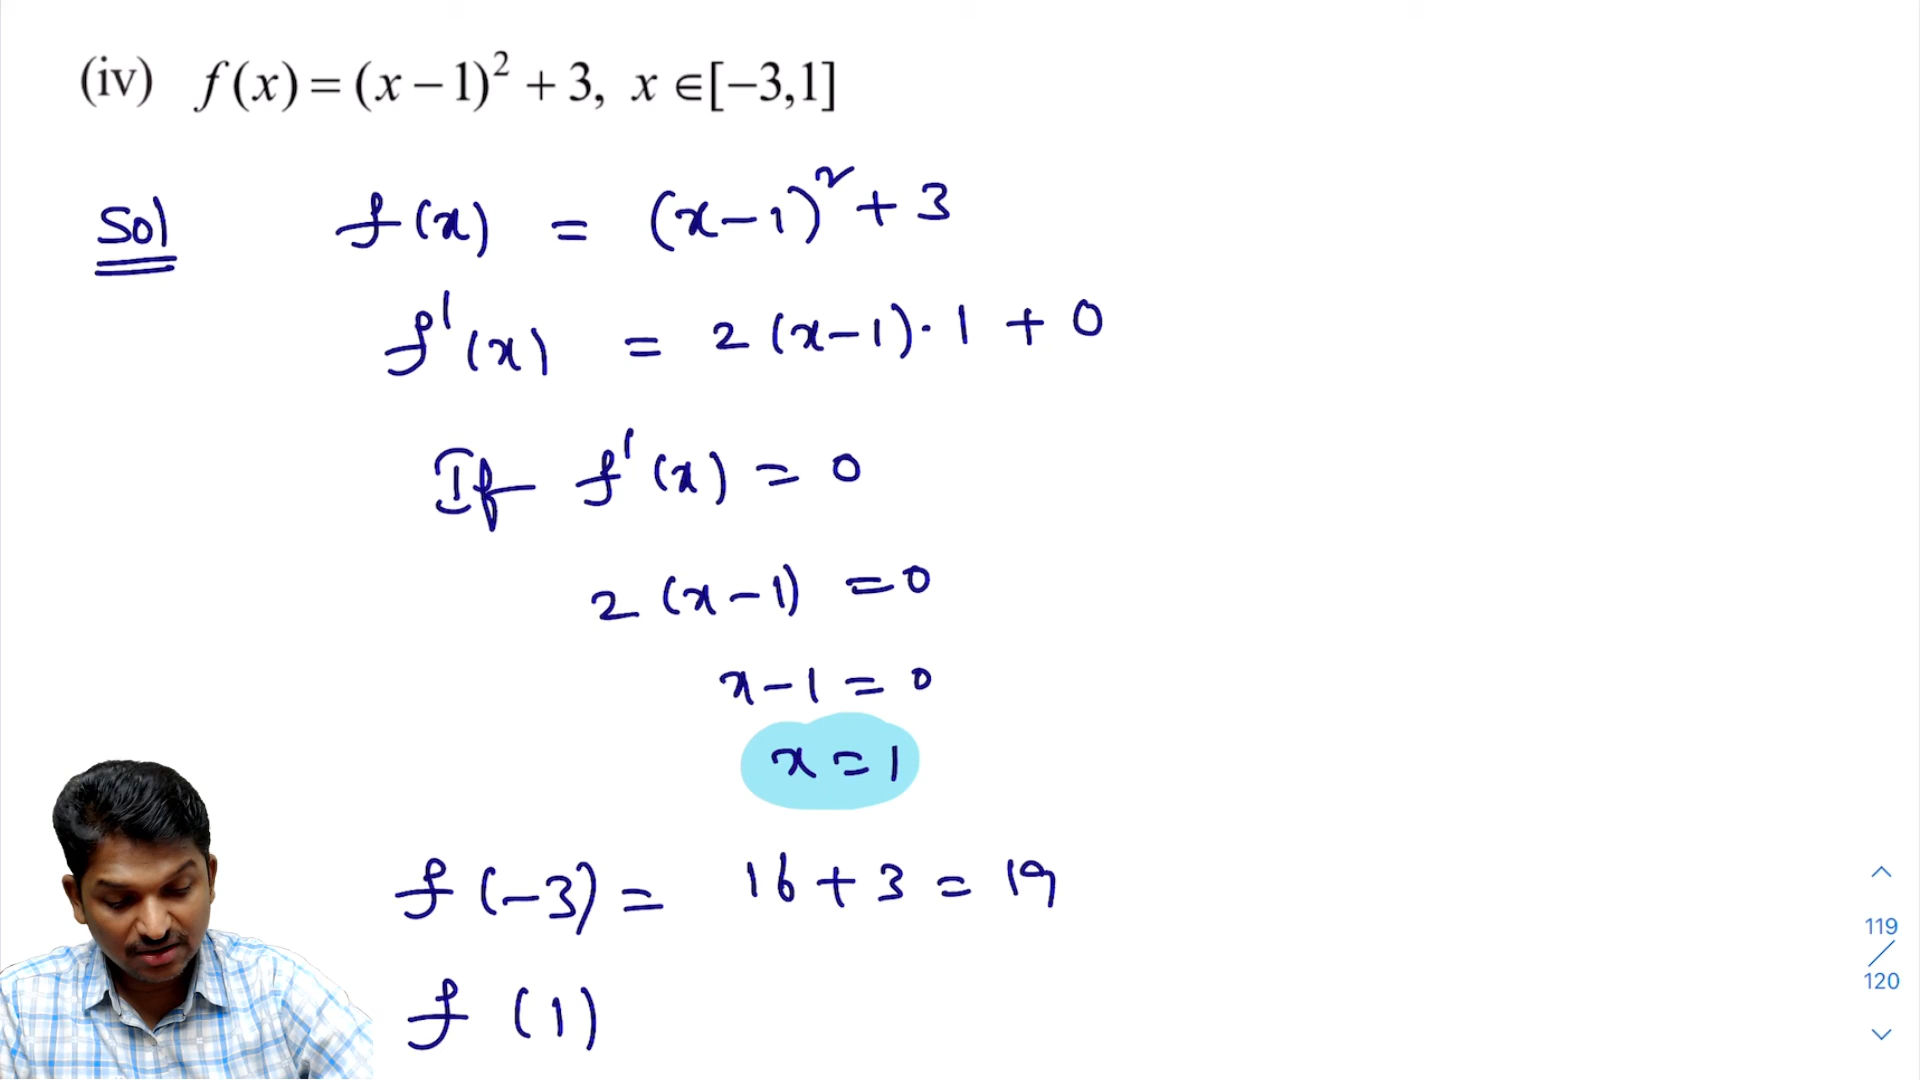 (iv) f(x) = (x − 1)² + 3, x ∈ [−3,1]
Sol f(x) = (x−1)² + 3
f'(x) = 2(x−1)·1 + 0
If f'(x) = 0
2(x−1) = 0
x−1 = 0
x = 1
f(−3) = 16 + 3 = 19
f(1)
119
/
120